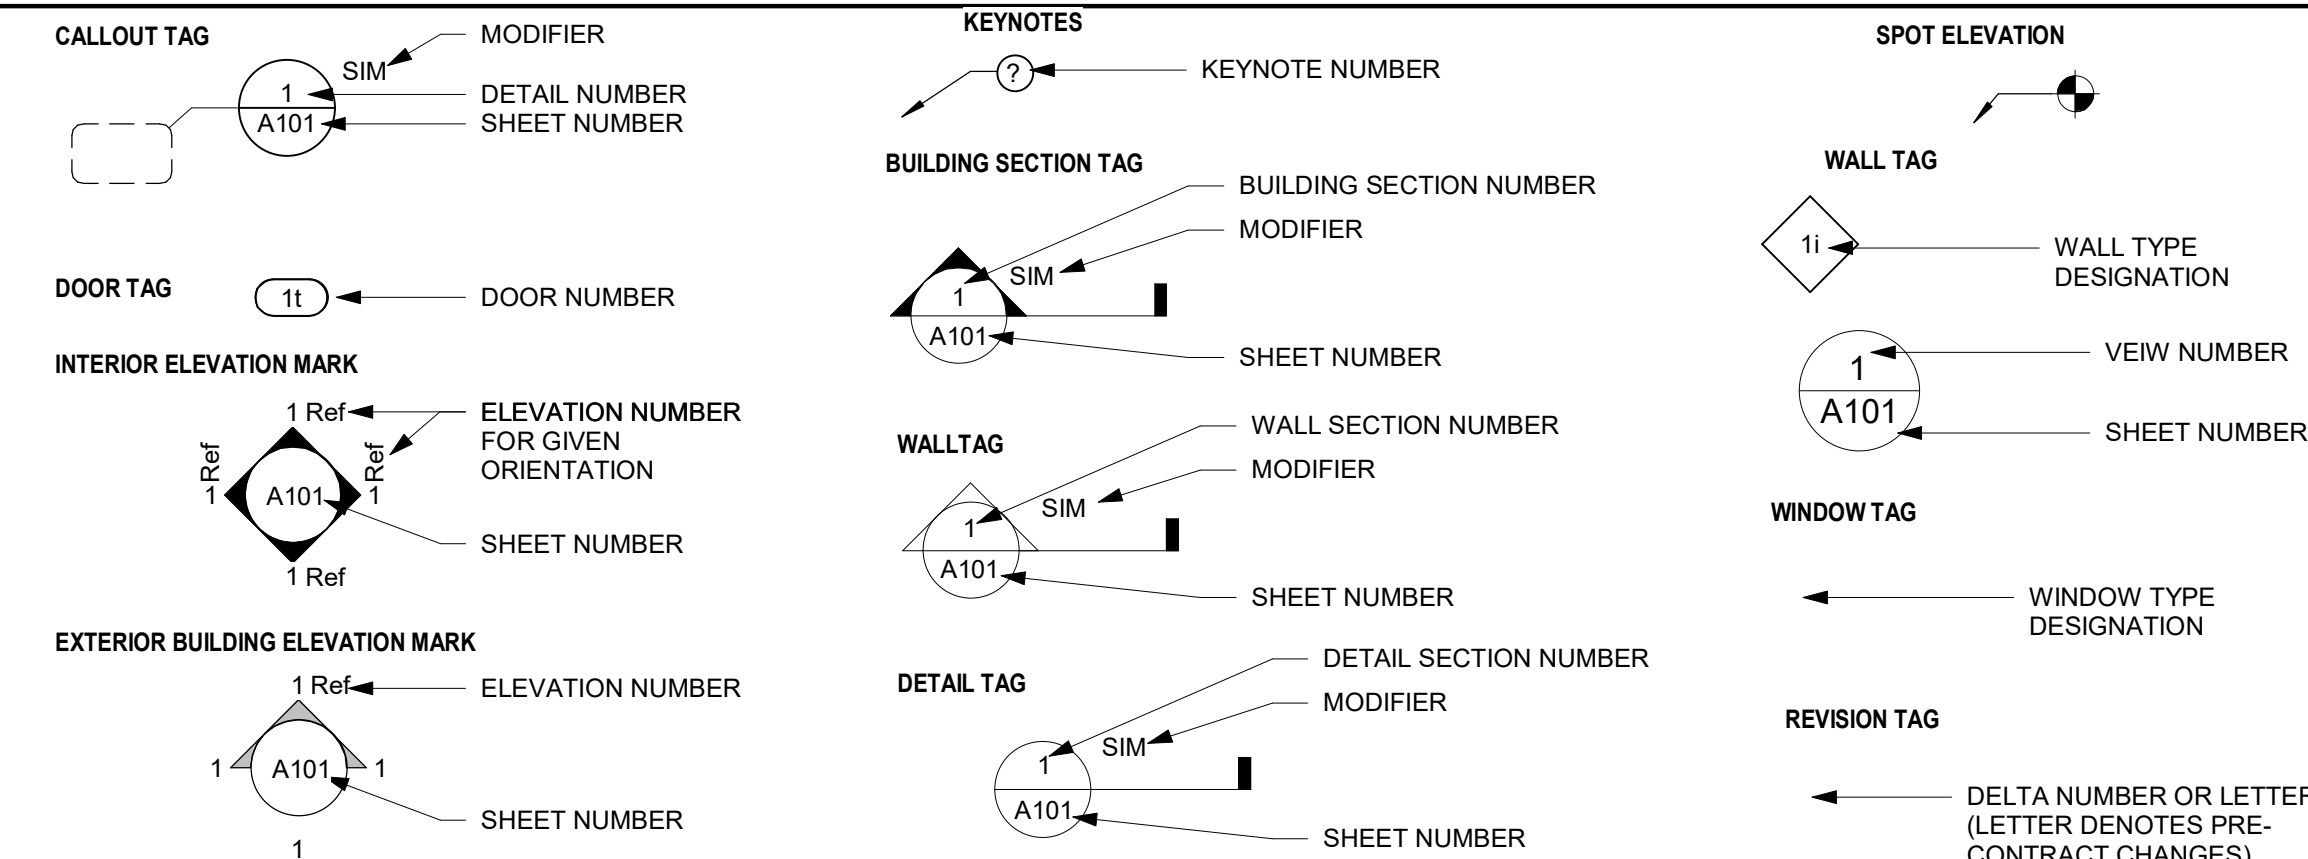 CALLOUT TAG
MODIFIER
SIM
1
DETAIL NUMBER
A101
SHEET NUMBER
DOOR TAG
1t
DOOR NUMBER
INTERIOR ELEVATION MARK
1 Ref
ELEVATION NUMBER
FOR GIVEN
ORIENTATION
1 Ref
1 Ref
A101
SHEET NUMBER
1 Ref
EXTERIOR BUILDING ELEVATION MARK
1 Ref
ELEVATION NUMBER
1
A101
1
SHEET NUMBER
1
KEYNOTES
?
KEYNOTE NUMBER
BUILDING SECTION TAG
BUILDING SECTION NUMBER
MODIFIER
SIM
1
A101
SHEET NUMBER
WALLTAG
WALL SECTION NUMBER
MODIFIER
SIM
1
A101
SHEET NUMBER
DETAIL TAG
DETAIL SECTION NUMBER
MODIFIER
SIM
1
A101
SHEET NUMBER
SPOT ELEVATION
WALL TAG
1i
WALL TYPE
DESIGNATION
1
VEIW NUMBER
A101
SHEET NUMBER
WINDOW TAG
WINDOW TYPE
DESIGNATION
REVISION TAG
DELTA NUMBER OR LETTER
(LETTER DENOTES PRE-
CONTRACT CHANGES)